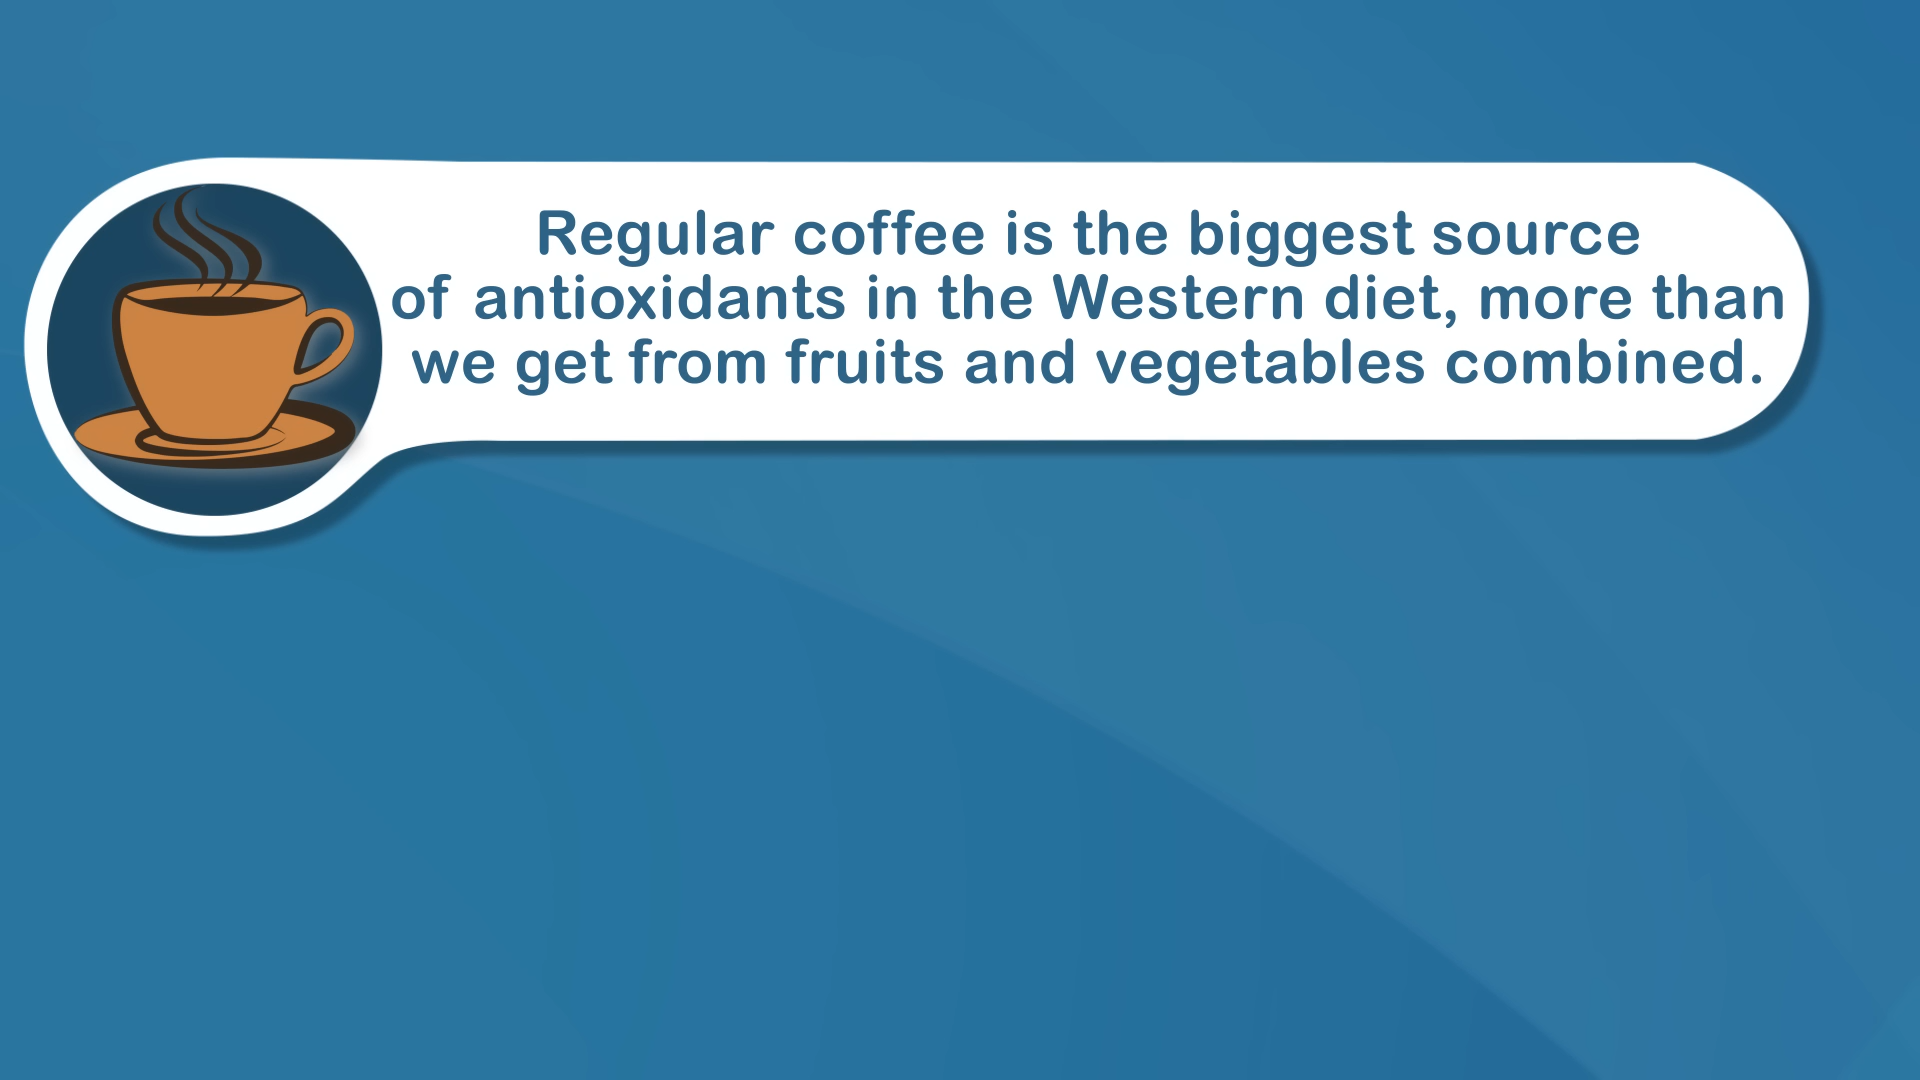 Regular coffee is the biggest source
of antioxidants in the Western diet, more than
we get from fruits and vegetables combined.